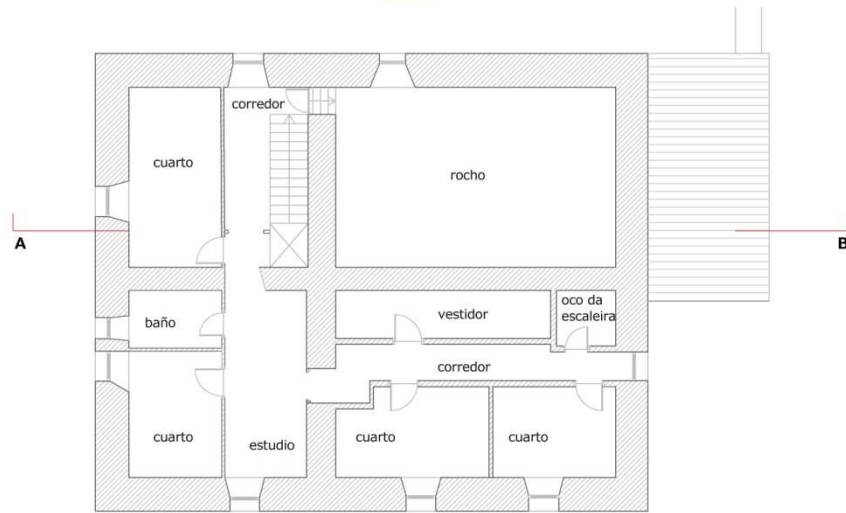 corredor
cuarto
rocho
A
B
oco da
escaleira
vestidor
baño
corredor
cuarto
estudio
cuarto
cuarto